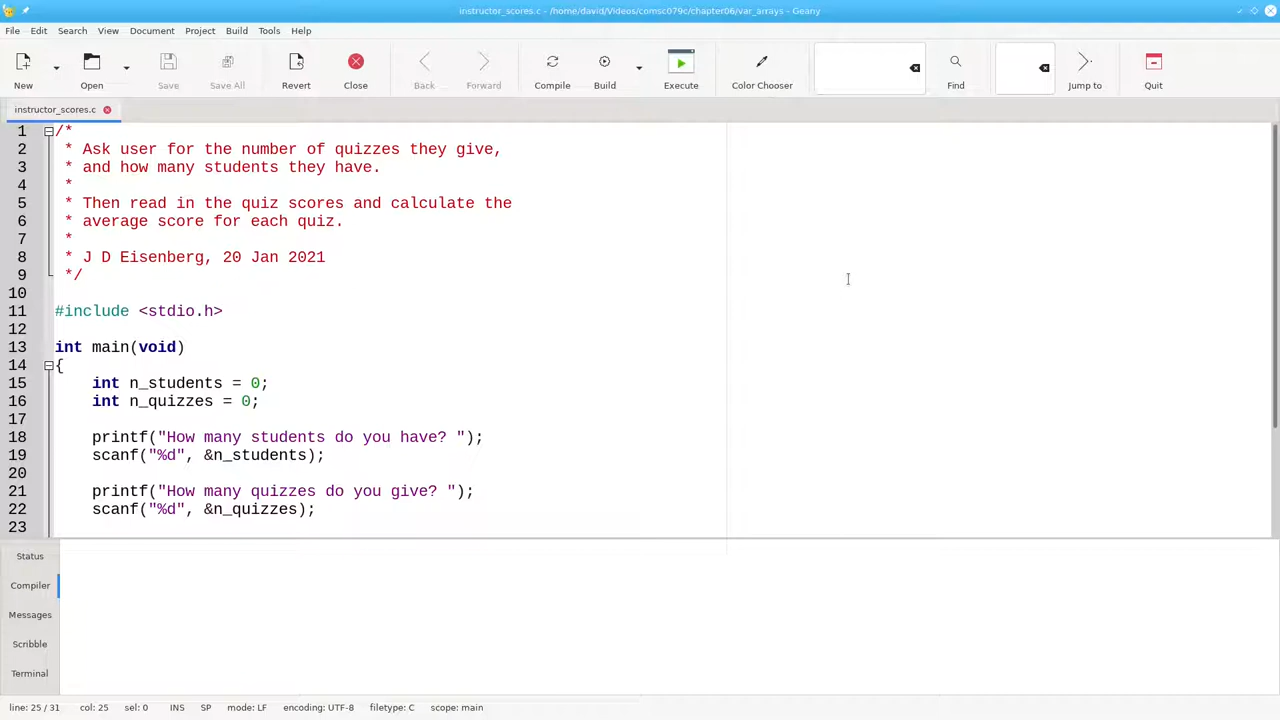 instructor_scores.c - /home/david/Videos/comsc079c/chapter06/var_arrays - Geany
File Edit Search View Document Project Build Tools Help
New Open Save Save All Revert Close Back Forward Compile Build Execute Color Chooser Find Jump to Quit
instructor_scores.c
1 /*
2 * Ask user for the number of quizzes they give,
3 * and how many students they have.
4 *
5 * Then read in the quiz scores and calculate the
6 * average score for each quiz.
7 *
8 * J D Eisenberg, 20 Jan 2021
9 */
10
11 #include <stdio.h>
12
13 int main(void)
14 {
15 int n_students = 0;
16 int n_quizzes = 0;
17
18 printf("How many students do you have? ");
19 scanf("%d", &n_students);
20
21 printf("How many quizzes do you give? ");
22 scanf("%d", &n_quizzes);
23
Status
Compiler
Messages
Scribble
Terminal
line: 25 / 31 col: 25 sel: 0 INS SP mode: LF encoding: UTF-8 filetype: C scope: main